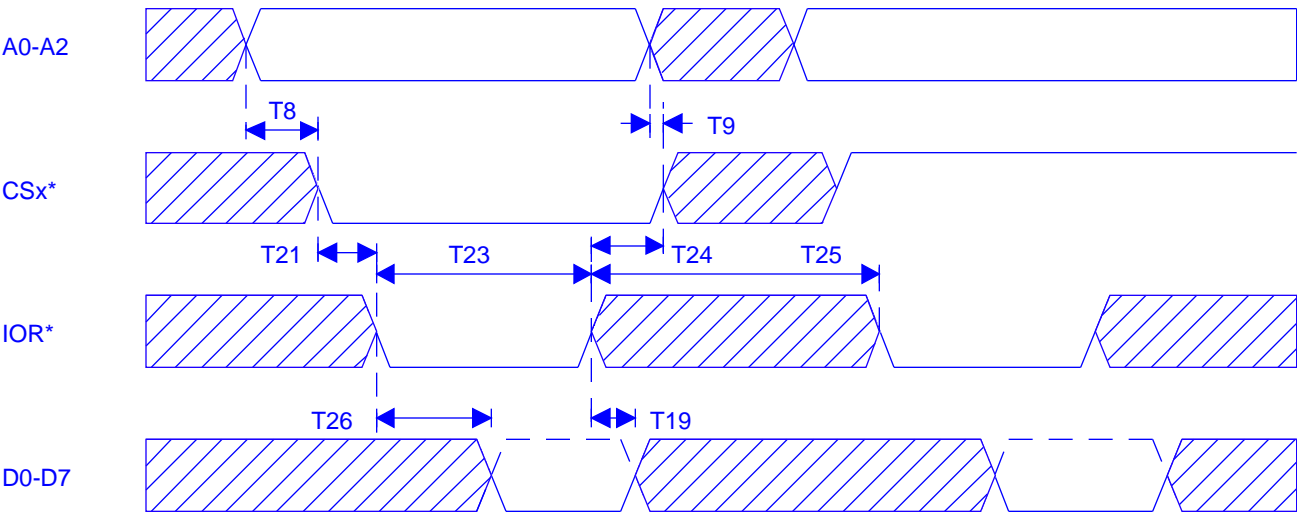 A0-A2
T8
T9
CSx*
T21
T23
T24
T25
IOR*
T26
T19
D0-D7